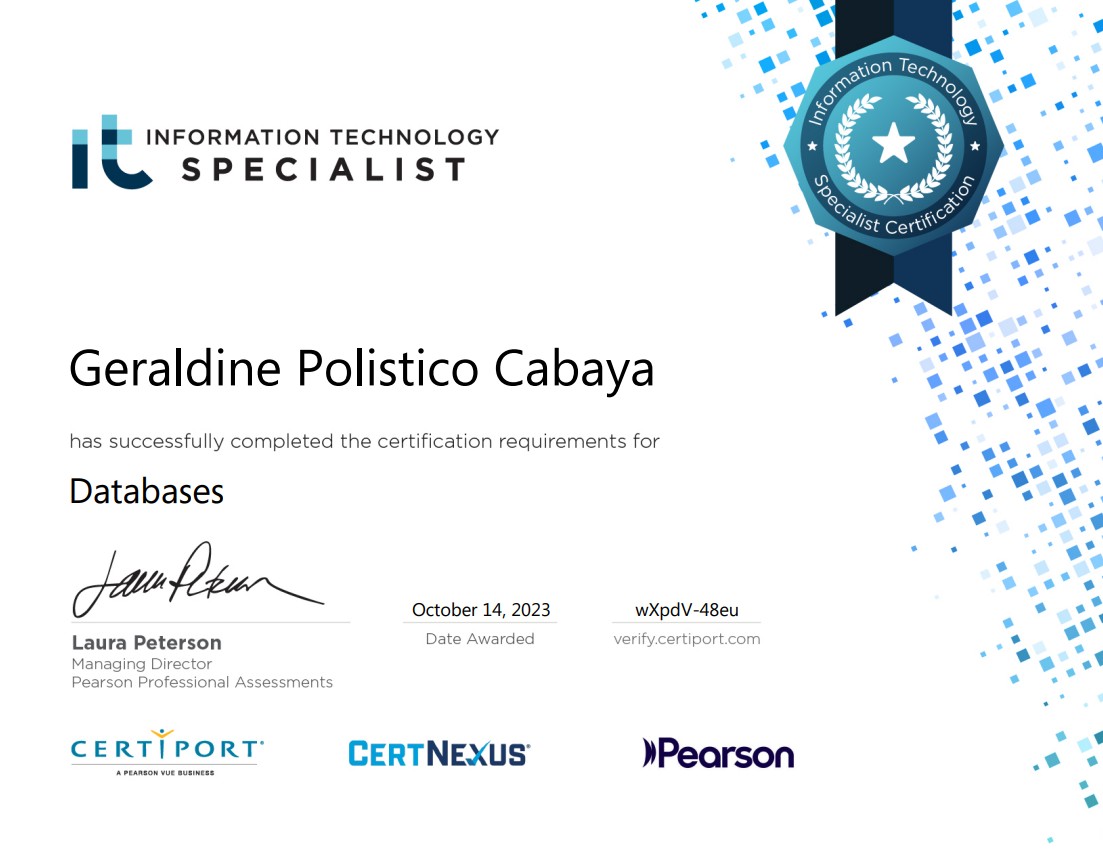 it INFORMATION TECHNOLOGY
SPECIALIST
Information Technology
Specialist Certification
Geraldine Polistico Cabaya
has successfully completed the certification requirements for
Databases
Laura Peterson
Managing Director
Pearson Professional Assessments
October 14, 2023
Date Awarded
wXpdV-48eu
verify.certiport.com
CERTIPORT
A PEARSON VUE BUSINESS
CERTNEXUS®
Pearson